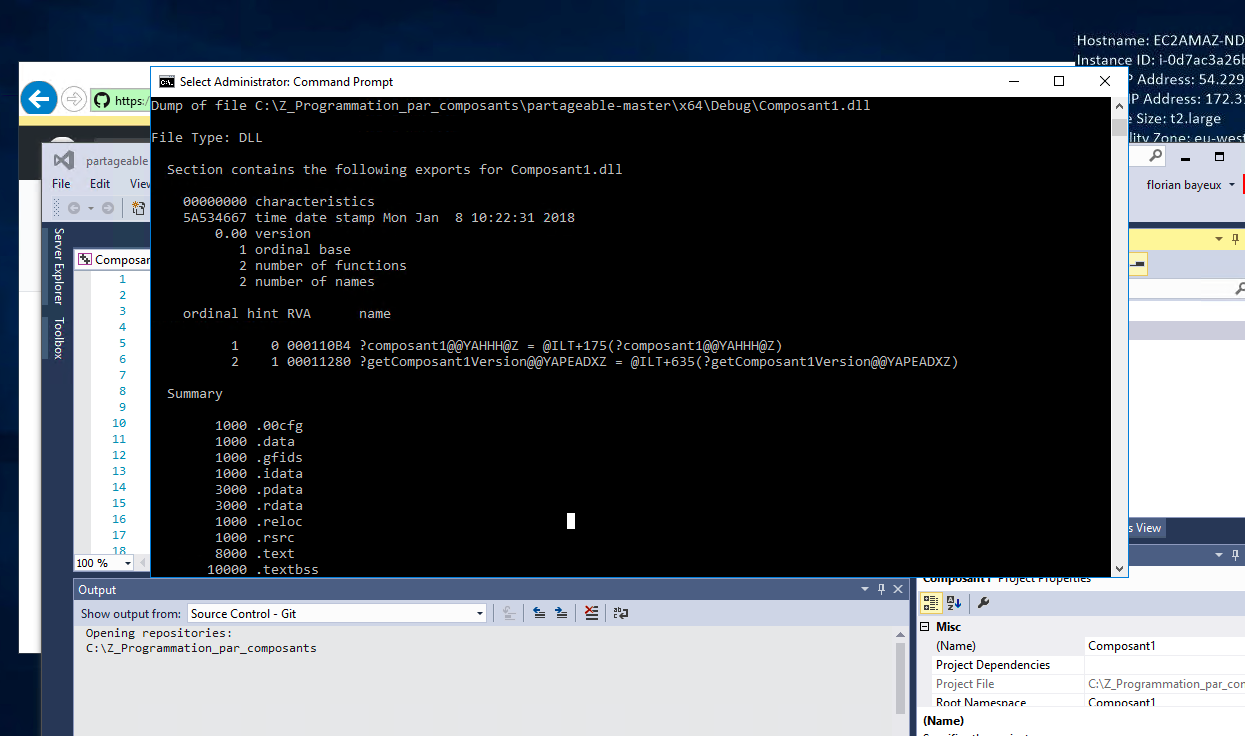 Hostname: EC2AMAZ-ND
Instance ID: i-0d7ac3a26b
Address: 54.229
IP Address: 172.3
Size: t2.large
Zone: eu-west
https:/
Select Administrator: Command Prompt
Dump of file C:\Z_Programmation_par_composants\partageable-master\x64\Debug\Composant1.dll
File Type: DLL
Section contains the following exports for Composant1.dll
00000000 characteristics
5A534667 time date stamp Mon Jan  8 10:22:31 2018
0.00 version
1 ordinal base
2 number of functions
2 number of names
ordinal hint RVA      name
1    0 000110B4 ?composant1@@YAHHH@Z = @ILT+175(?composant1@@YAHHH@Z)
2    1 00011280 ?getComposant1Version@@YAPEADXZ = @ILT+635(?getComposant1Version@@YAPEADXZ)
Summary
1000 .00cfg
1000 .data
1000 .gfids
1000 .idata
3000 .pdata
3000 .rdata
1000 .reloc
1000 .rsrc
8000 .text
10000 .textbss
partageable
File Edit View
florian bayeux
Server Explorer
Toolbox
Composan
1
2
3
4
5
6
7
8
9
10
11
12
13
14
15
16
17
18
100 %
s View
Output
Show output from: Source Control - Git
Opening repositories:
C:\Z_Programmation_par_composants
Composant1 Project Properties
Misc
(Name) Composant1
Project Dependencies
Project File C:\Z_Programmation_par_com
Root Namespace Composant1
(Name)